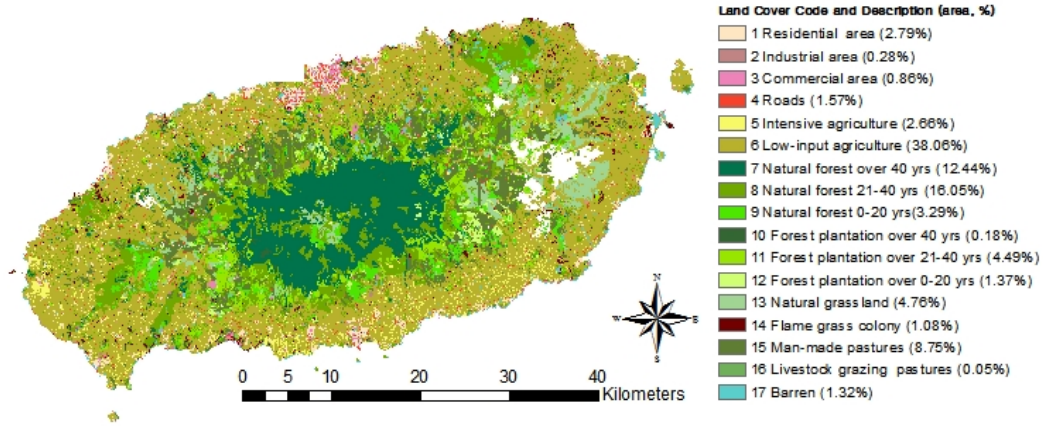 Land Cover Code and Description (area, %)
1 Residential area (2.79%)
2 Industrial area (0.28%)
3 Commercial area (0.86%)
4 Roads (1.57%)
5 Intensive agriculture (2.66%)
6 Low-input agriculture (38.06%)
7 Natural forest over 40 yrs (12.44%)
8 Natural forest 21-40 yrs (16.05%)
9 Natural forest 0-20 yrs(3.29%)
10 Forest plantation over 40 yrs (0.18%)
11 Forest plantation over 21-40 yrs (4.49%)
12 Forest plantation over 0-20 yrs (1.37%)
13 Natural grassland (4.76%)
14 Flame grass colony (1.08%)
15 Man-made pastures (8.75%)
16 Livestock grazing pastures (0.05%)
17 Barren (1.32%)
N
W E
S
0 5 10 20 30 40
Kilometers